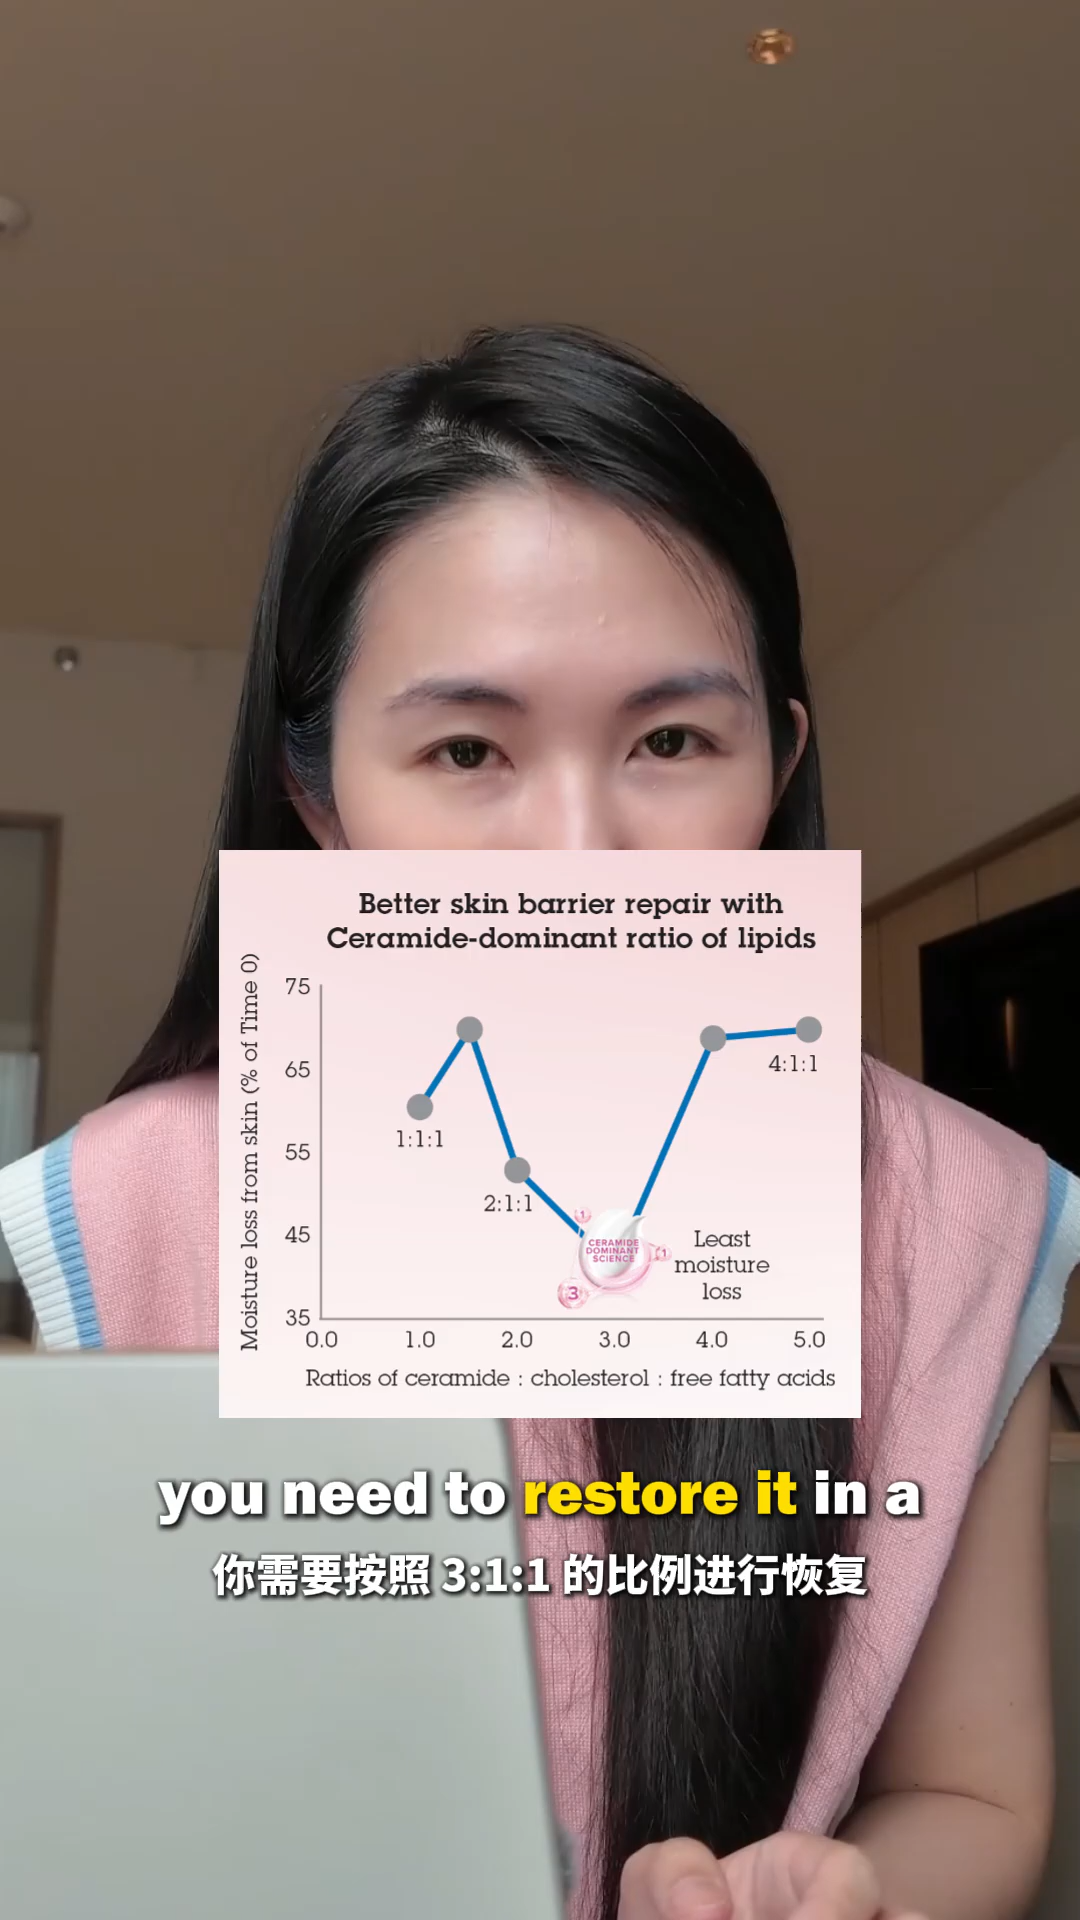 Better skin barrier repair with
Ceramide-dominant ratio of lipids
Moisture loss from skin (% of Time 0)
75
65
55
45
35
1:1:1
2:1:1
4:1:1
1
CERAMIDE
DOMINANT
SCIENCE
1
3
Least
moisture
loss
0.0 1.0 2.0 3.0 4.0 5.0
Ratios of ceramide : cholesterol : free fatty acids
you need to restore it in a
你需要按照 3:1:1 的比例进行恢复